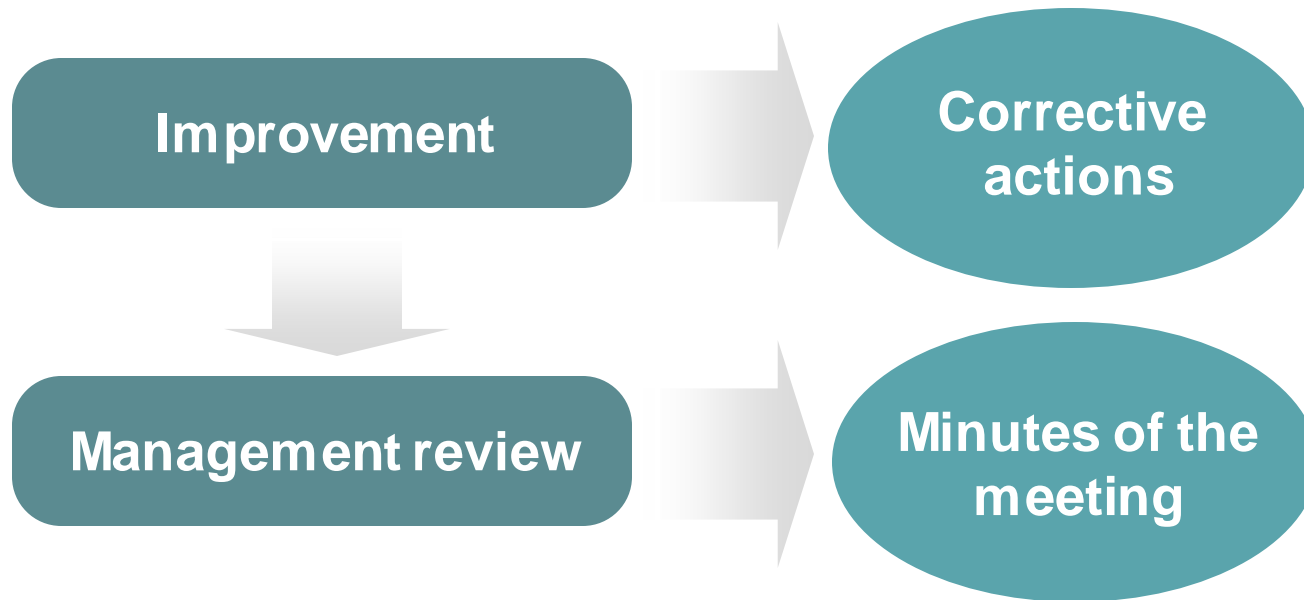 Improvement
Corrective
actions
Management review
Minutes of the
meeting